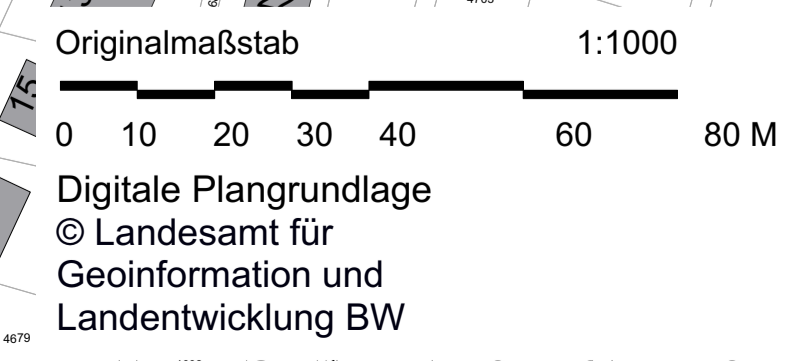 4705
15
Originalmaßstab 1:1000
0 10 20 30 40 60 80 M
Digitale Plangrundlage
© Landesamt für
Geoinformation und
Landentwicklung BW
4679